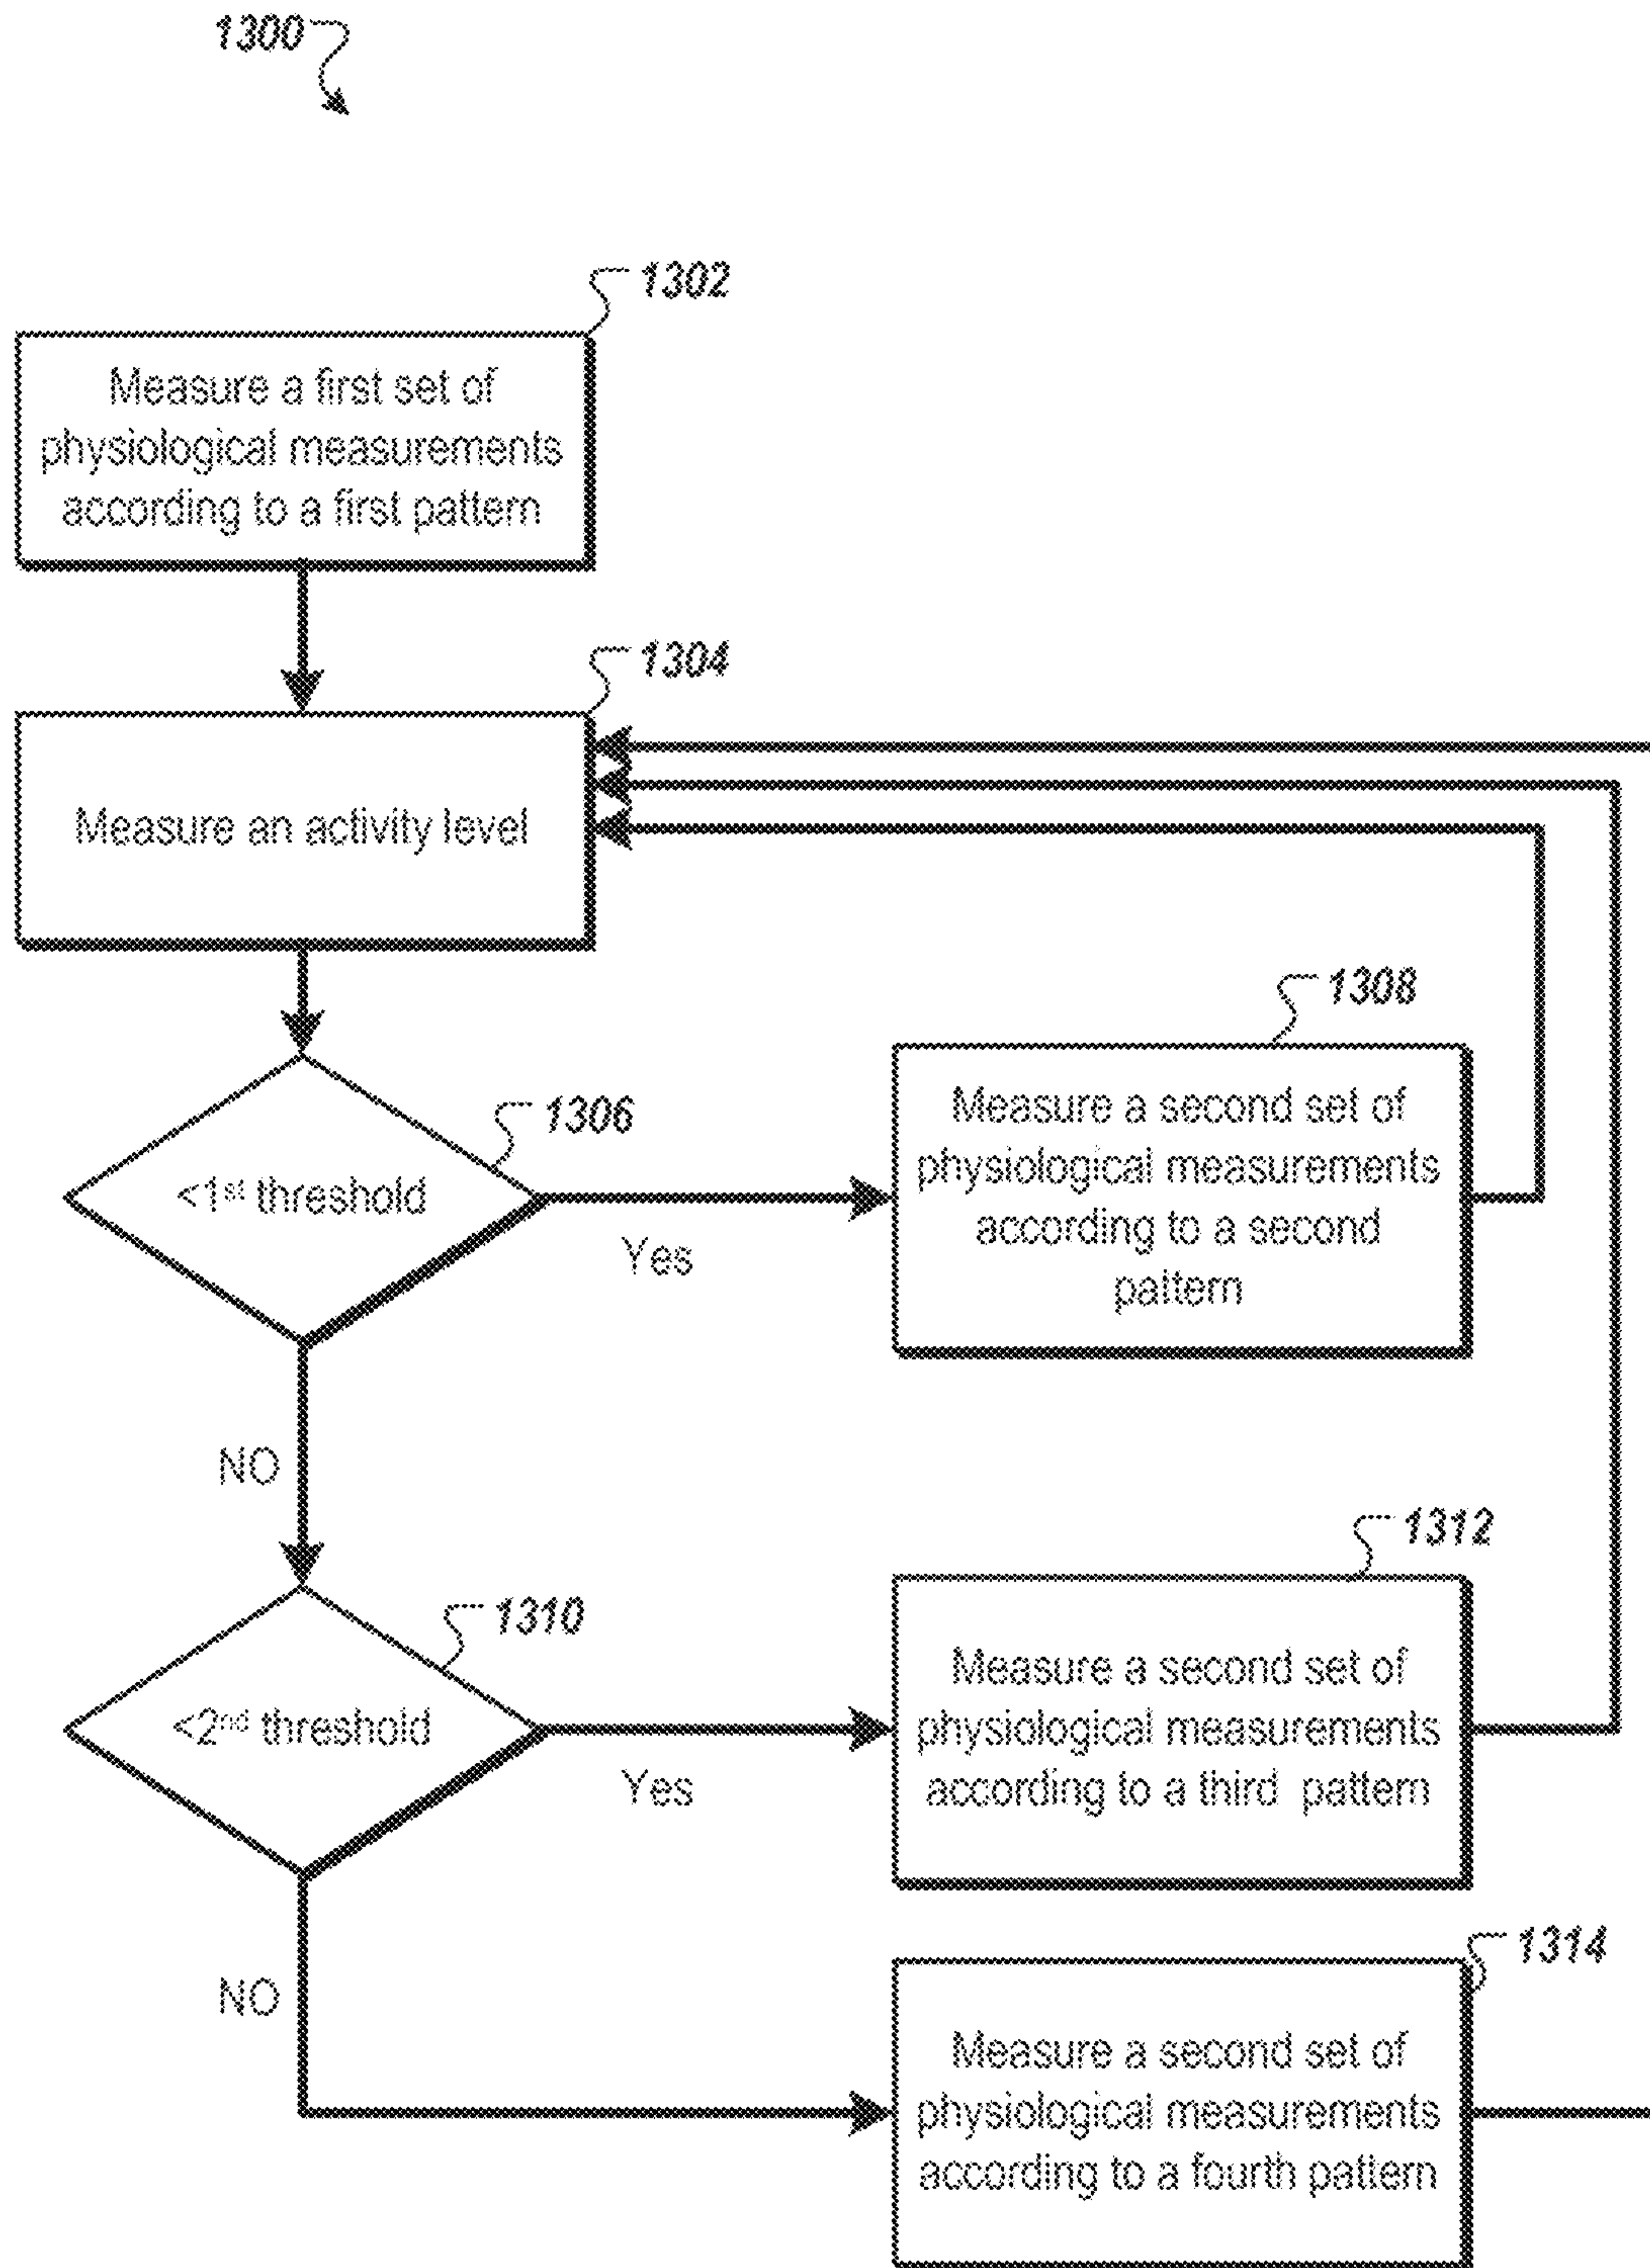 1300
1302
Measure a first set of
physiological measurements
according to a first pattern
1304
Measure an activity level
1306
<1st threshold
Yes
1308
Measure a second set of
physiological measurements
according to a second
pattern
NO
1310
<2nd threshold
Yes
1312
Measure a second set of
physiological measurements
according to a third pattern
NO
1314
Measure a second set of
physiological measurements
according to a fourth pattern